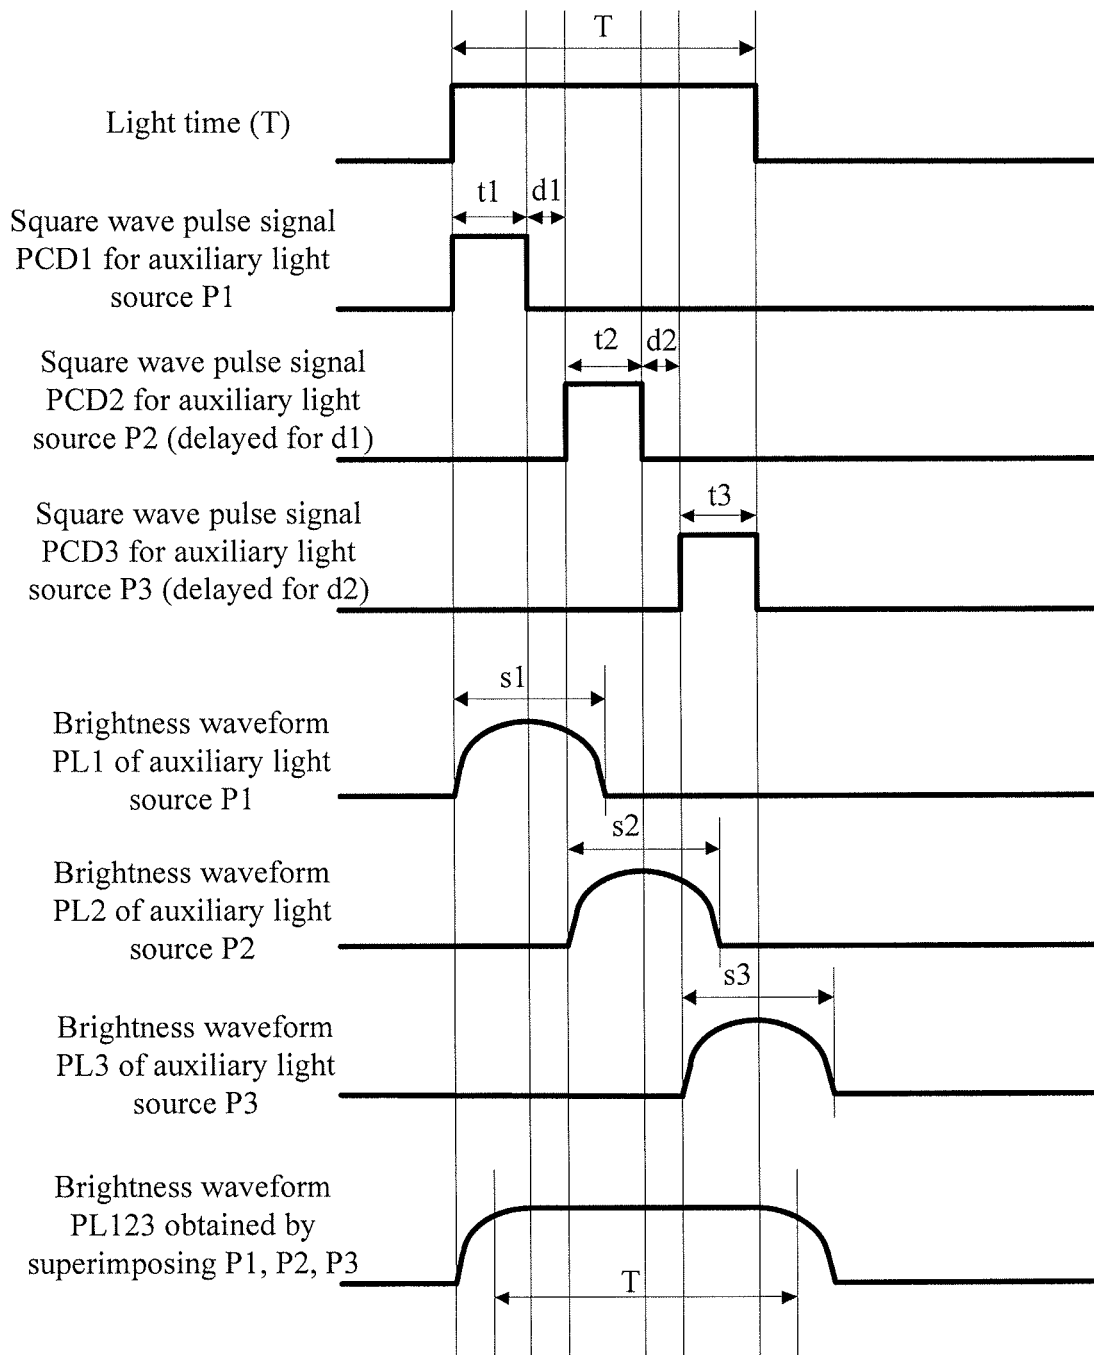 T
Light time (T)
t1 d1
Square wave pulse signal
PCD1 for auxiliary light
source P1
t2 d2
Square wave pulse signal
PCD2 for auxiliary light
source P2 (delayed for d1)
t3
Square wave pulse signal
PCD3 for auxiliary light
source P3 (delayed for d2)
s1
Brightness waveform
PL1 of auxiliary light
source P1
s2
Brightness waveform
PL2 of auxiliary light
source P2
s3
Brightness waveform
PL3 of auxiliary light
source P3
Brightness waveform
PL123 obtained by
superimposing P1, P2, P3
T